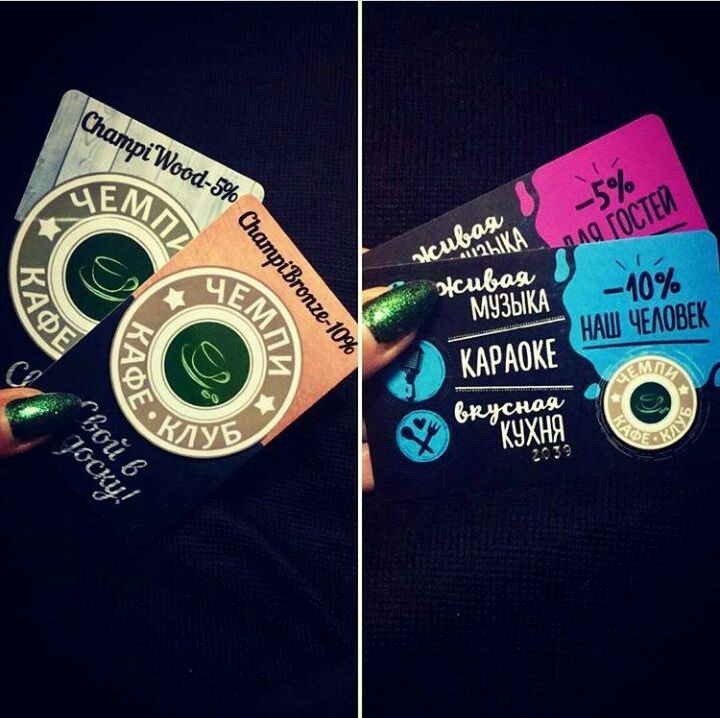 ChampiWood-5%
ЧЕМПИ
КАФЕ
ChampiBronze-10%
ЧЕМПИ
КАФЕ • КЛУБ
Свой в
доску!
живая
МУЗЫКА
-5%
ДЛЯ ГОСТЕЙ
живая
МУЗЫКА
КАРАОКЕ
вкусная
КУХНЯ
2039
-10%
НАШ ЧЕЛОВЕК
ЧЕМПИ
КАФЕ • КЛУБ